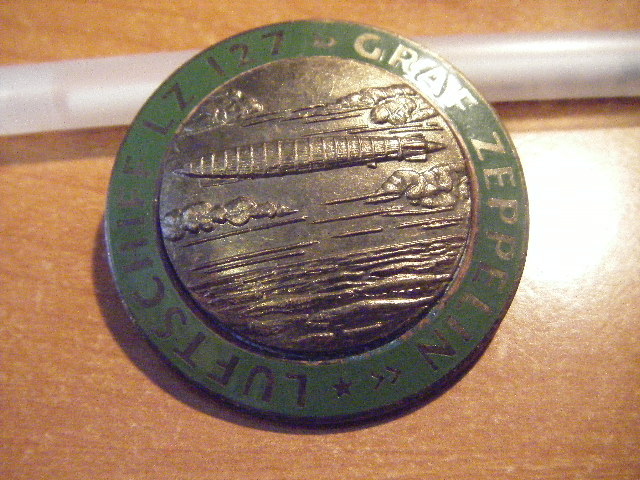 LUFTSCHIFF LZ 127 » GRAF ZEPPELIN «